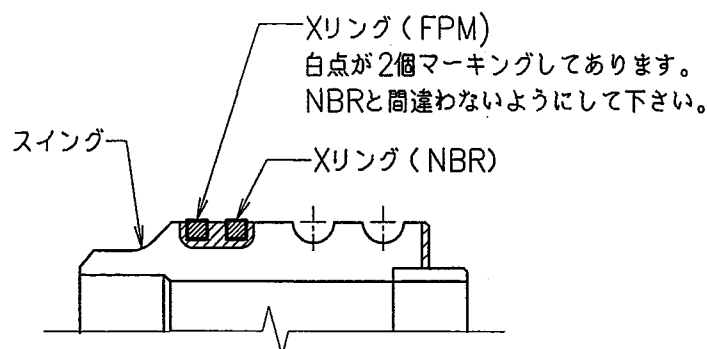 Xリング(FPM)
白点が2個マーキングしてあります。
NBRと間違わないようにして下さい。
スイング
Xリング(NBR)